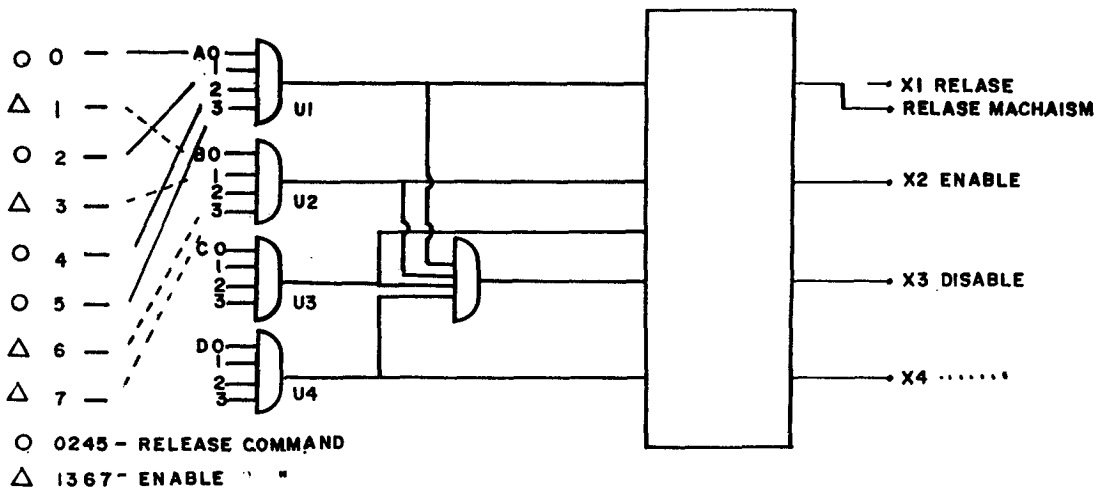 0
1
2
3
4
5
6
7
A0
1
2
3
U1
B0
1
2
3
U2
C0
1
2
3
U3
D0
1
2
3
U4
X1 RELASE
RELASE MACHAISM
X2 ENABLE
X3 DISABLE
X4 .......
0245 - RELEASE COMMAND
1367 - ENABLE " "